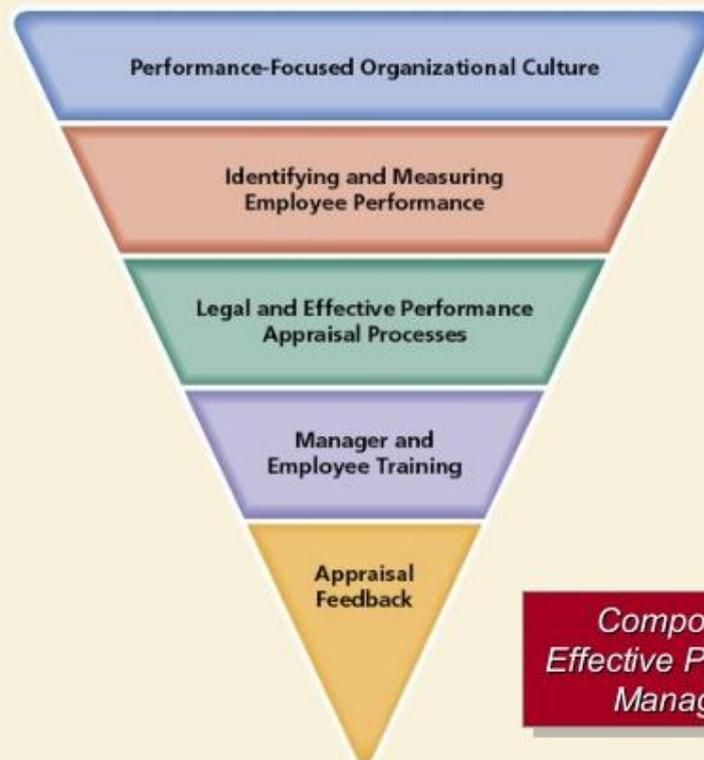 Performance-Focused Organizational Culture
Identifying and Measuring
Employee Performance
Legal and Effective Performance
Appraisal Processes
Manager and
Employee Training
Appraisal
Feedback
Effective